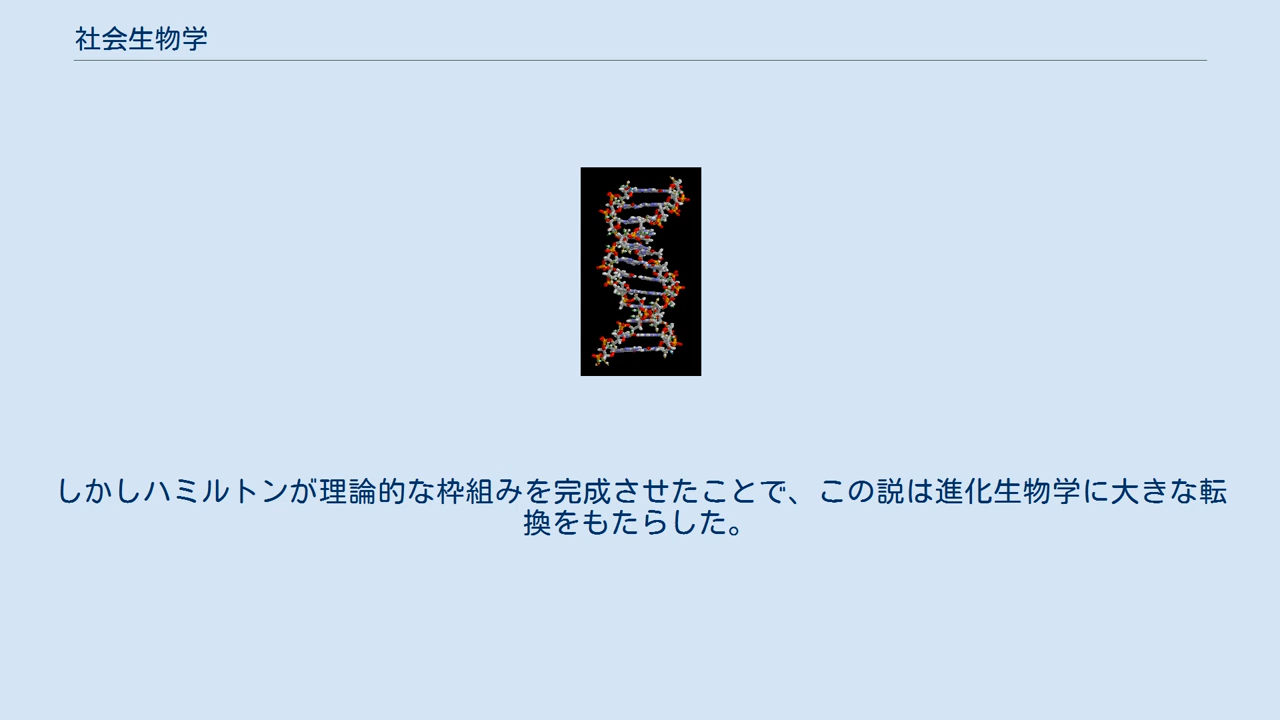 社会生物学
しかしハミルトンが理論的な枠組みを完成させたことで、この説は進化生物学に大きな転
換をもたらした。